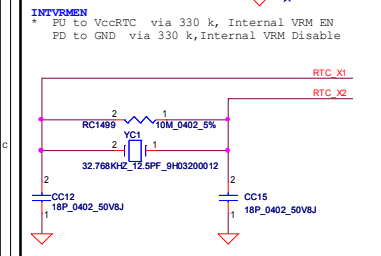 INTVRMEN
* PU to VccRTC via 330 k, Internal VRM EN
PD to GND via 330 k,Internal VRM Disable
RTC_X1
RTC_X2
2 1
RC1499 10M_0402_5%
YC1
2 1
32.768KHZ_12.5PF_9H03200012
C
2 2
CC12 CC15
18P_0402_50V8J 18P_0402_50V8J
1 1